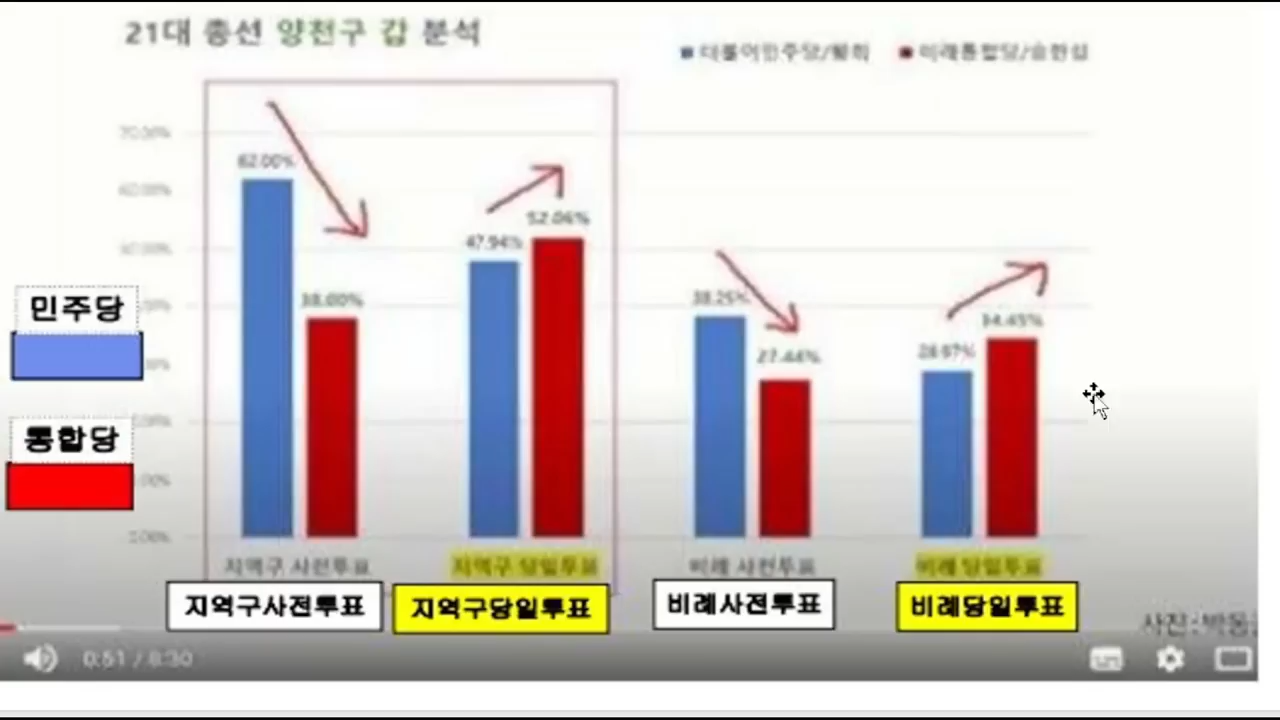 21대 총선 양천구 갑 분석
더불어민주당/황희 미래통합당/송한섭
70.00%
62.00%
60.00%
52.06%
47.94%
38.00%
38.25%
34.45%
27.44%
28.97%
민주당
통합당
지역구 사전투표 지역구 당일투표 비례 사전투표 비례 당일투표
지역구사전투표 지역구당일투표 비례사전투표 비례당일투표
0:51 / 8:30